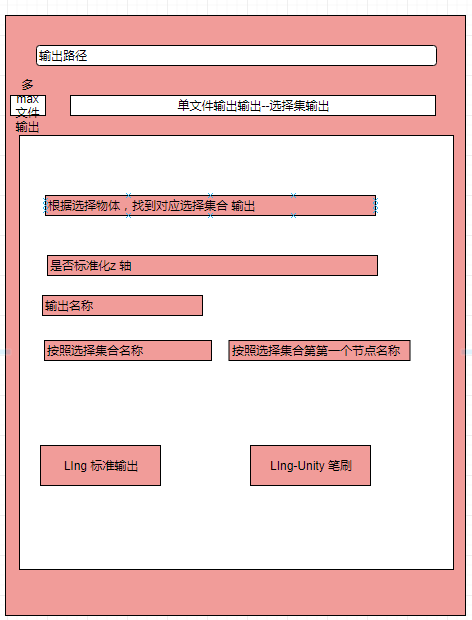 输出路径
多
max
文件
输出
单文件输出输出--选择集输出
根据选择物体，找到对应选择集合 输出
是否标准化z 轴
输出名称
按照选择集合名称
按照选择集合第第一个节点名称
LIng 标准输出
LIng-Unity 笔刷